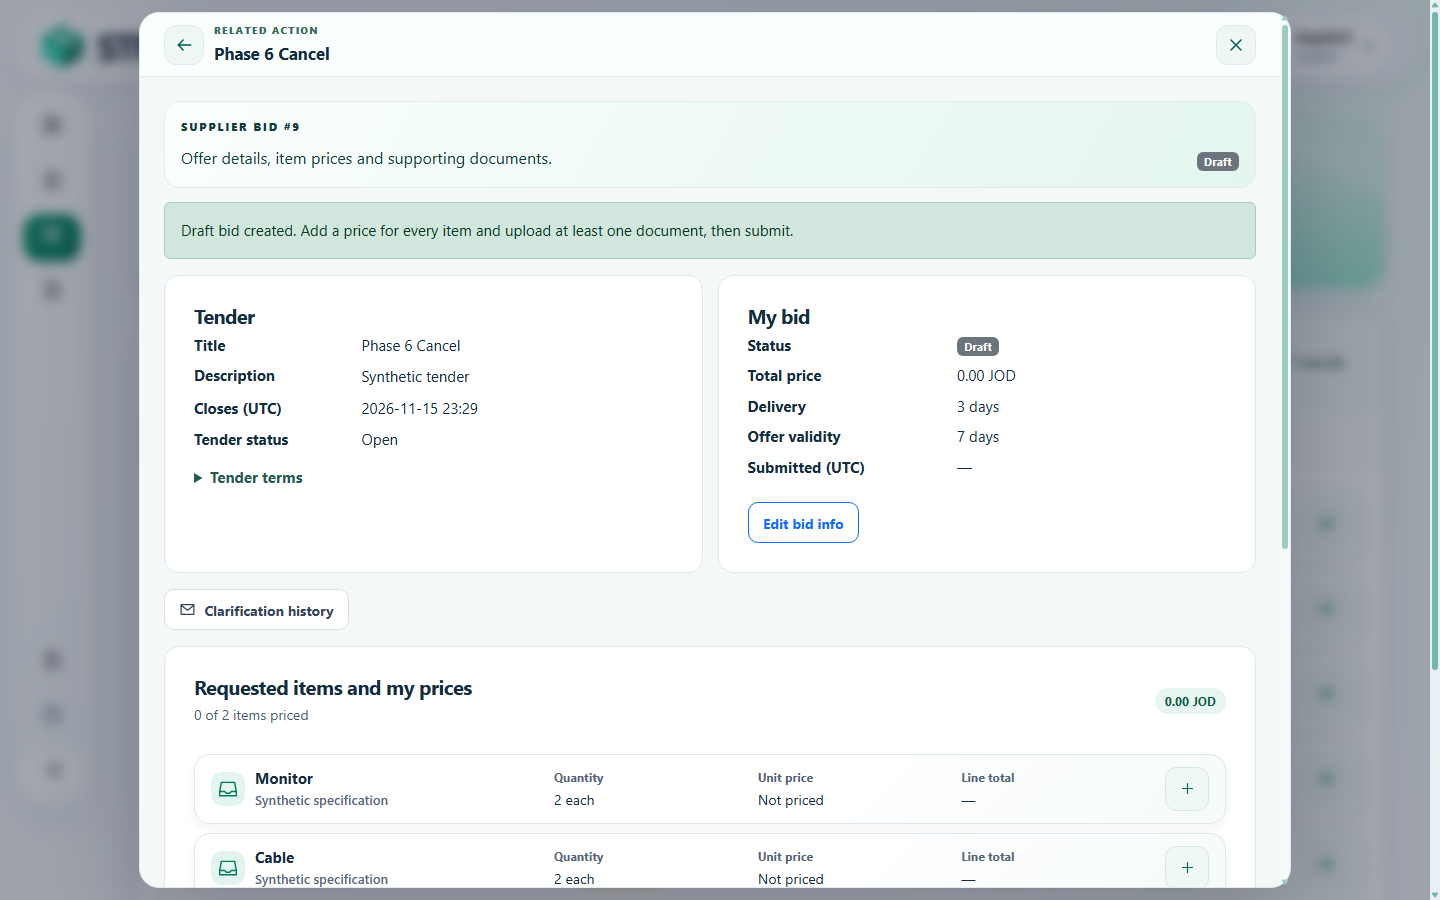 RELATED ACTION
Phase 6 Cancel
SUPPLIER BID #9
Offer details, item prices and supporting documents.
Draft
Draft bid created. Add a price for every item and upload at least one document, then submit.
Tender
Title Phase 6 Cancel
Description Synthetic tender
Closes (UTC) 2026-11-15 23:29
Tender status Open
Tender terms
My bid
Status Draft
Total price 0.00 JOD
Delivery 3 days
Offer validity 7 days
Submitted (UTC) —
Edit bid info
Clarification history
Requested items and my prices
0 of 2 items priced
0.00 JOD
Monitor
Synthetic specification
Quantity
2 each
Unit price
Not priced
Line total
—
Cable
Synthetic specification
Quantity
2 each
Unit price
Not priced
Line total
—